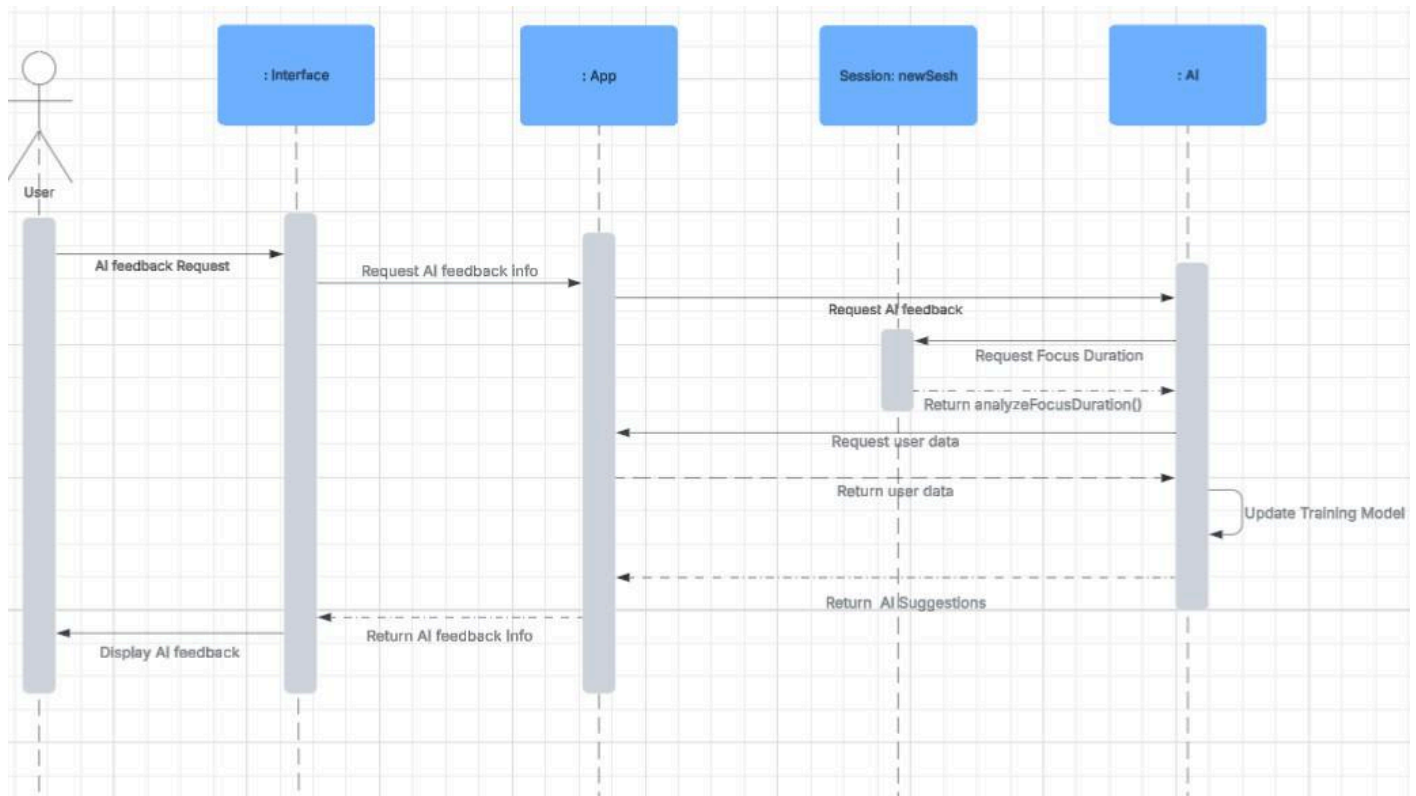 : Interface
: App
Session: newSesh
: AI
User
AI feedback Request
Request AI feedback info
Request AI feedback
Request Focus Duration
Return analyzeFocusDuration()
Request user data
Return user data
Update Training Model
Return AI Suggestions
Return AI feedback Info
Display AI feedback